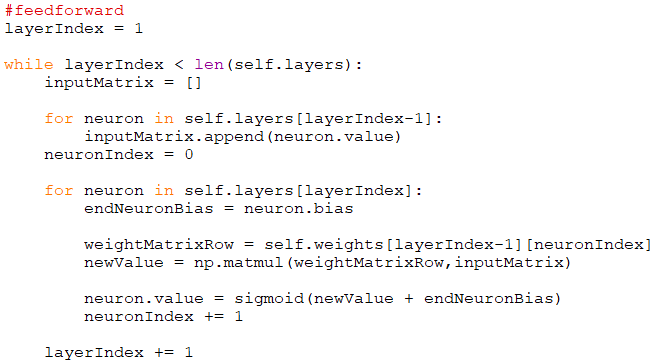 #feedforward
layerIndex = 1
while layerIndex < len(self.layers):
    inputMatrix = []
    for neuron in self.layers[layerIndex-1]:
        inputMatrix.append(neuron.value)
    neuronIndex = 0
    for neuron in self.layers[layerIndex]:
        endNeuronBias = neuron.bias
        weightMatrixRow = self.weights[layerIndex-1][neuronIndex]
        newValue = np.matmul(weightMatrixRow,inputMatrix)
        neuron.value = sigmoid(newValue + endNeuronBias)
        neuronIndex += 1
    layerIndex += 1